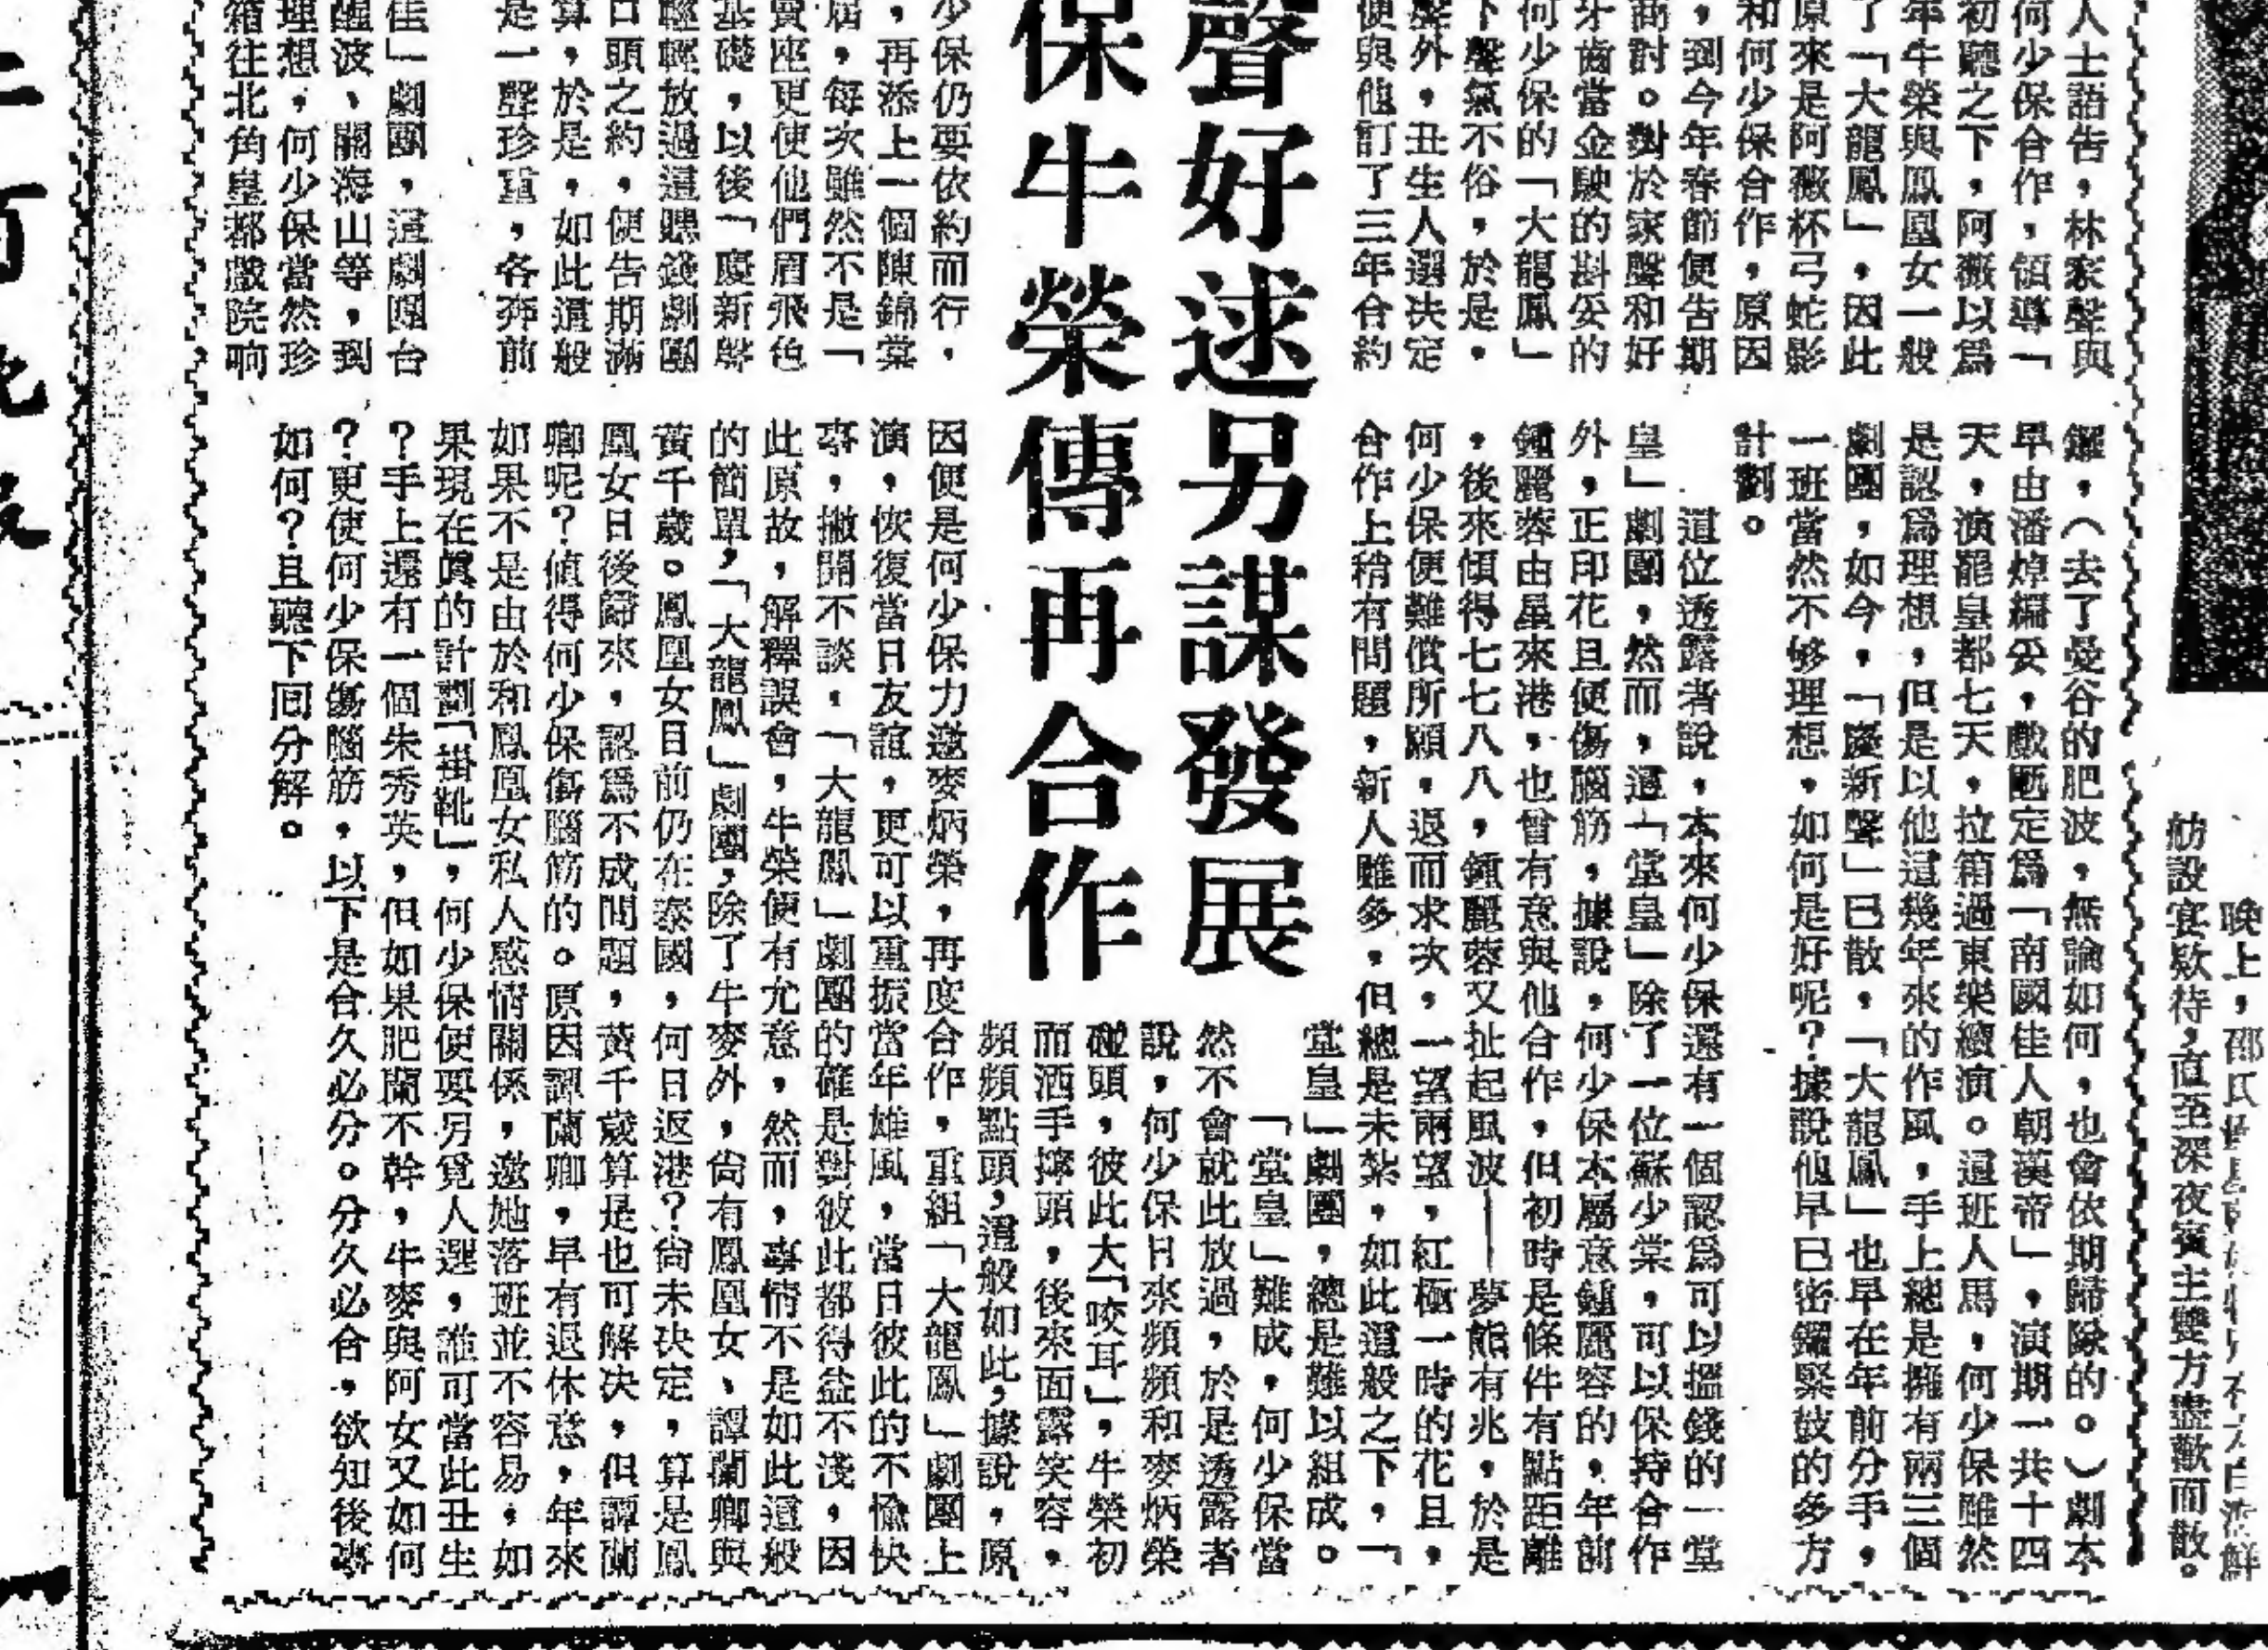 舫設宴欵待，直至深夜賓主雙方盡歡而散。
聲好逑另謀發展
保牛榮傳再合作
人士語告，林家聲與
何少保合作，領導「
初聽之下，阿薇以爲
年牛榮與鳳凰女一般
了「大龍鳳」，因此
原來是阿薇杯弓蛇影
和何少保合作，原因
，到今年春節便告期
商討。對於家聲和好
牙齒當金駛的斟妥的
何少保的「大龍鳳」
下聲氣不俗，於是，
聲外，丑生人選決定
便與他訂了三年合約
少保仍要依約而行，
，再添上一個陳錦棠
屆，每次雖然不是「
賣座更使他們眉飛色
基礎，以後「慶新聲
輕輕放過這賺錢劇團
日頭之約，便告期滿
算，於是，如此這般
是一聲珍重，各奔前
佳」劇團，這劇團台
醒波、關海山等，到
理想，何少保當然珍
箱往北角皇都戲院响
鑼，（去了曼谷的肥波，無論如何，也會依期歸隊的。）劇本
早由潘焯編妥，戲匭定爲「南國佳人朝漢帝」，演期一共十四
天，演罷皇都七天，拉箱過東樂續演。這班人馬，何少保雖然
是認爲理想，但是以他這幾年來的作風，手上總是擁有兩三個
劇團，如今，「慶新聲」已散，「大龍鳳」也早在年前分手，
一班當然不够理想，如何是好呢？據說他早已密鑼緊鼓的多方
計劃。
這位透露者說，本來何少保還有一個認爲可以搵錢的一堂
皇」劇團，然而，這「堂皇」除了一位蘇少棠，可以保持合作
外，正印花旦便傷腦筋，據說，何少保本屬意鍾麗容的，年前
鍾麗蓉由星來港，也曾有意與他合作，但初時是條件有點距離
，後來傾得七七八八，鍾麗蓉又扯起風波——夢熊有兆，於是
何少保便難償所願，退而求次，一望兩望，紅極一時的花旦，
合作上稍有問題，新人雖多，但總是未紮，如此這般之下，「
堂皇」劇團，總是難以組成。
「堂皇」難成，何少保當
然不會就此放過，於是透露者
說，何少保日來頻頻和麥炳榮
碰頭，彼此大「咬耳」，牛榮初
而洒手擰頭，後來面露笑容，
頻頻點頭，這般如此，據說，原
因便是何少保力邀麥炳榮，再度合作，重組「大龍鳳」劇團上
演，恢復當日友誼，更可以重振當年雄風，當日彼此的不愉快
事，撇開不談，「大龍鳳」劇團的確是對彼此都得益不淺，因
此原故，解釋誤會，牛榮便有允意，然而，事情不是如此這般
的簡單，「大龍鳳」劇團，除了牛麥外，尙有鳳凰女、譚蘭卿與
黃千歲。鳳凰女目前仍在泰國，何日返港？尙未决定，算是鳳
凰女日後歸來，認爲不成問題，黃千歲算是也可解决，但譚蘭
卿呢？值得何少保傷腦筋的。原因譚蘭卿，早有退休意，年來
如果不是由於和鳳凰女私人感情關係，邀她落班並不容易，如
果現在眞的計劃「掛靴」，何少保便要另覓人選，誰可當此丑生
？手上還有一個朱秀英，但如果肥蘭不幹，牛麥與阿女又如何
？更使何少保傷腦筋，以下是合久必分。分久必合，欲知後事
如何？且聽下回分解。